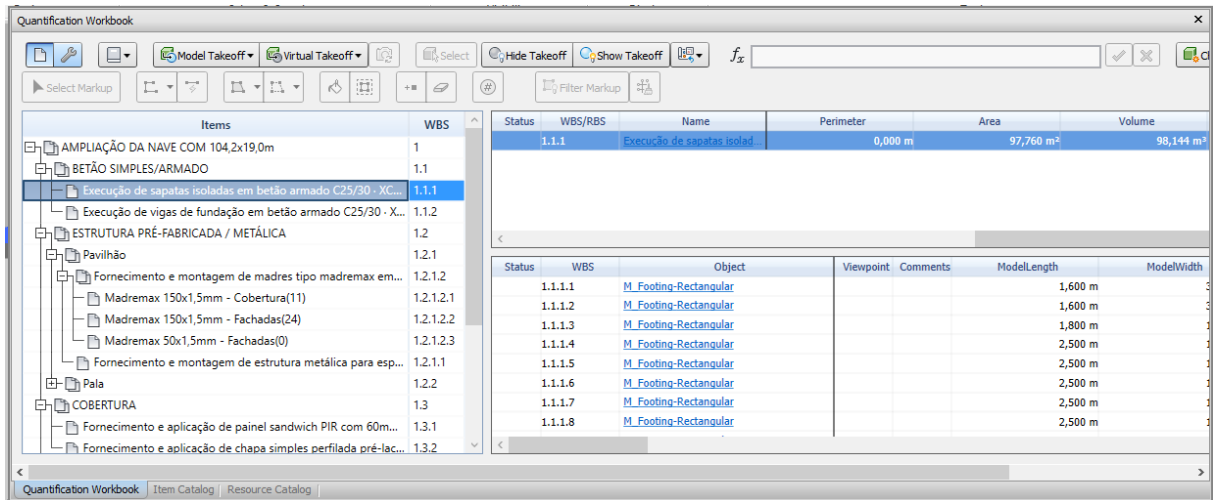 Quantification Workbook
Model Takeoff Virtual Takeoff Select Hide Takeoff Show Takeoff fx
Select Markup Filter Markup
Items WBS
AMPLIAÇÃO DA NAVE COM 104,2x19,0m 1
BETÃO SIMPLES/ARMADO 1.1
Execução de sapatas isoladas em betão armado C25/30 - XC... 1.1.1
Execução de vigas de fundação em betão armado C25/30 - X... 1.1.2
ESTRUTURA PRÉ-FABRICADA / METÁLICA 1.2
Pavilhão 1.2.1
Fornecimento e montagem de madres tipo madremax em... 1.2.1.2
Madremax 150x1,5mm - Cobertura(11) 1.2.1.2.1
Madremax 150x1,5mm - Fachadas(24) 1.2.1.2.2
Madremax 50x1,5mm - Fachadas(0) 1.2.1.2.3
Fornecimento e montagem de estrutura metálica para esp... 1.2.1.1
Pala 1.2.2
COBERTURA 1.3
Fornecimento e aplicação de painel sandwich PIR com 60m... 1.3.1
Fornecimento e aplicação de chapa simples perfilada pré-lac... 1.3.2
Status WBS/RBS Name Perimeter Area Volume
1.1.1 Execução de sapatas isolad... 0,000 m 97,760 m² 98,144 m³
Status WBS Object Viewpoint Comments ModelLength ModelWidth
1.1.1.1 M_Footing-Rectangular 1,600 m
1.1.1.2 M_Footing-Rectangular 1,600 m
1.1.1.3 M_Footing-Rectangular 1,800 m
1.1.1.4 M_Footing-Rectangular 2,500 m
1.1.1.5 M_Footing-Rectangular 2,500 m
1.1.1.6 M_Footing-Rectangular 2,500 m
1.1.1.7 M_Footing-Rectangular 2,500 m
1.1.1.8 M_Footing-Rectangular 2,500 m
Quantification Workbook Item Catalog Resource Catalog